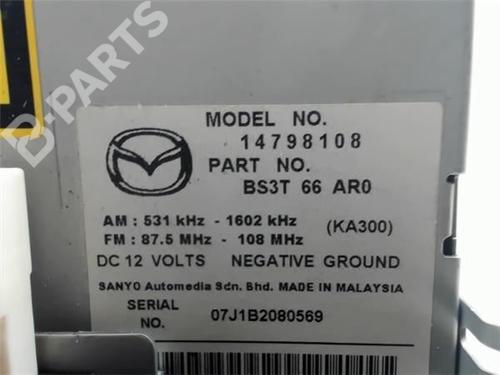 MODEL NO.
14798108
PART NO.
BS3T 66 AR0
AM : 531 kHz - 1602 kHz
(KA300)
FM : 87.5 MHz - 108 MHz
DC 12 VOLTS NEGATIVE GROUND
SANYO Automedia Sdn. Bhd. MADE IN MALAYSIA
SERIAL
NO.
07J1B2080569
B-PARTS